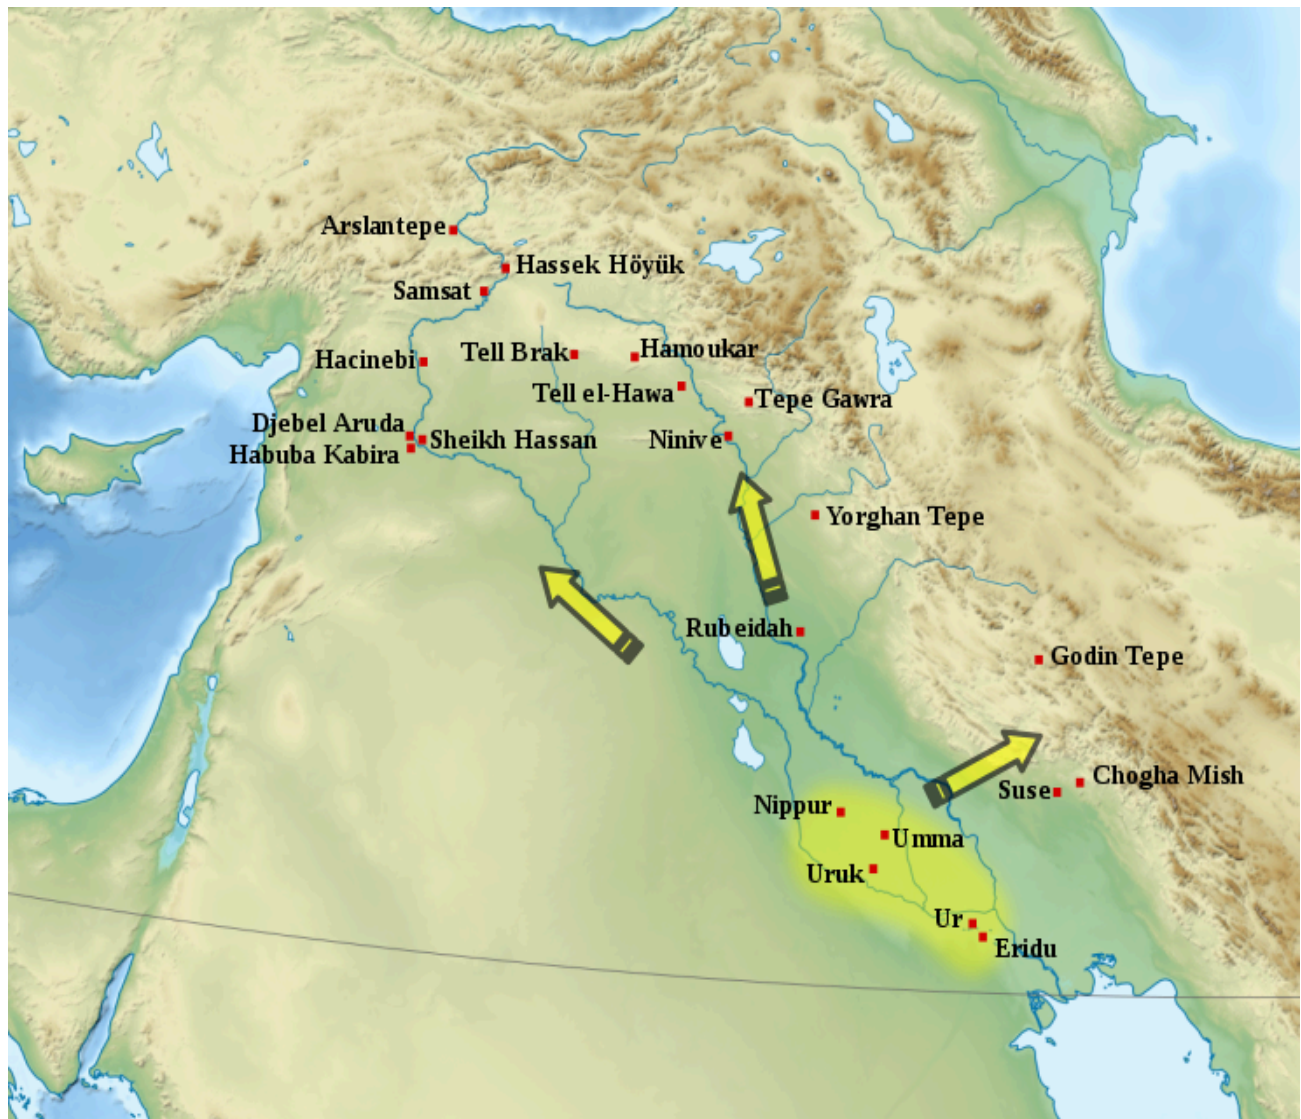 Arslantepe
Hassek Höyük
Samsat
Hacinebi
Tell Brak
Hamoukar
Tell el-Hawa
Tepe Gawra
Djebel Aruda
Sheikh Hassan
Ninive
Habuba Kabira
Yorghan Tepe
Rubeidah
Godin Tepe
Chogha Mish
Suse
Nippur
Umma
Uruk
Ur
Eridu